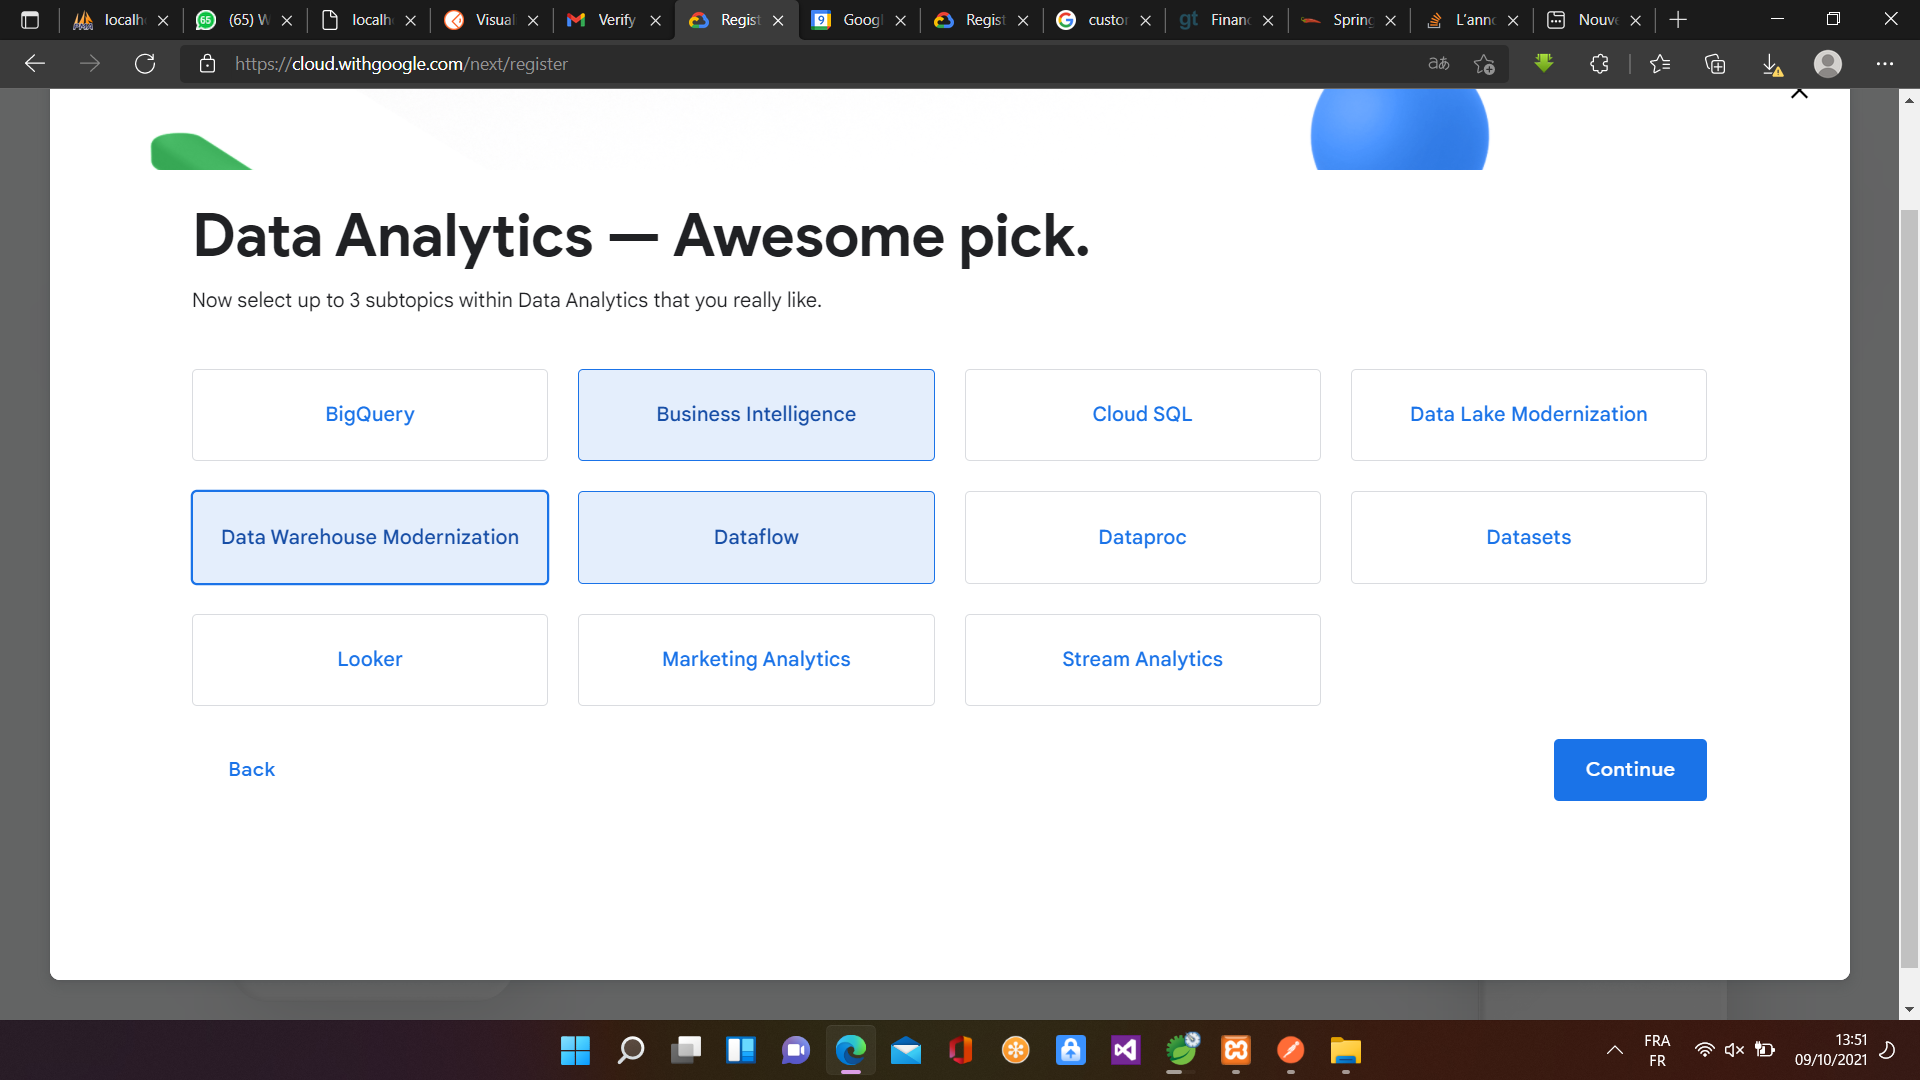 localh
(65) W
localh
Visual
Verify
Regist
Googl
Regist
custor
Financ
Spring
L'anno
Nouve
https://cloud.withgoogle.com/next/register
Data Analytics — Awesome pick.
Now select up to 3 subtopics within Data Analytics that you really like.
BigQuery
Business Intelligence
Cloud SQL
Data Lake Modernization
Data Warehouse Modernization
Dataflow
Dataproc
Datasets
Looker
Marketing Analytics
Stream Analytics
Back
Continue
FRA
FR
13:51
09/10/2021